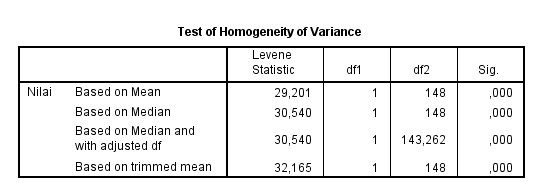 Test of Homogeneity of Variance
Levene Statistic df1 df2 Sig.
Nilai Based on Mean 29,201 1 148 ,000
Based on Median 30,540 1 148 ,000
Based on Median and with adjusted df 30,540 1 143,262 ,000
Based on trimmed mean 32,165 1 148 ,000